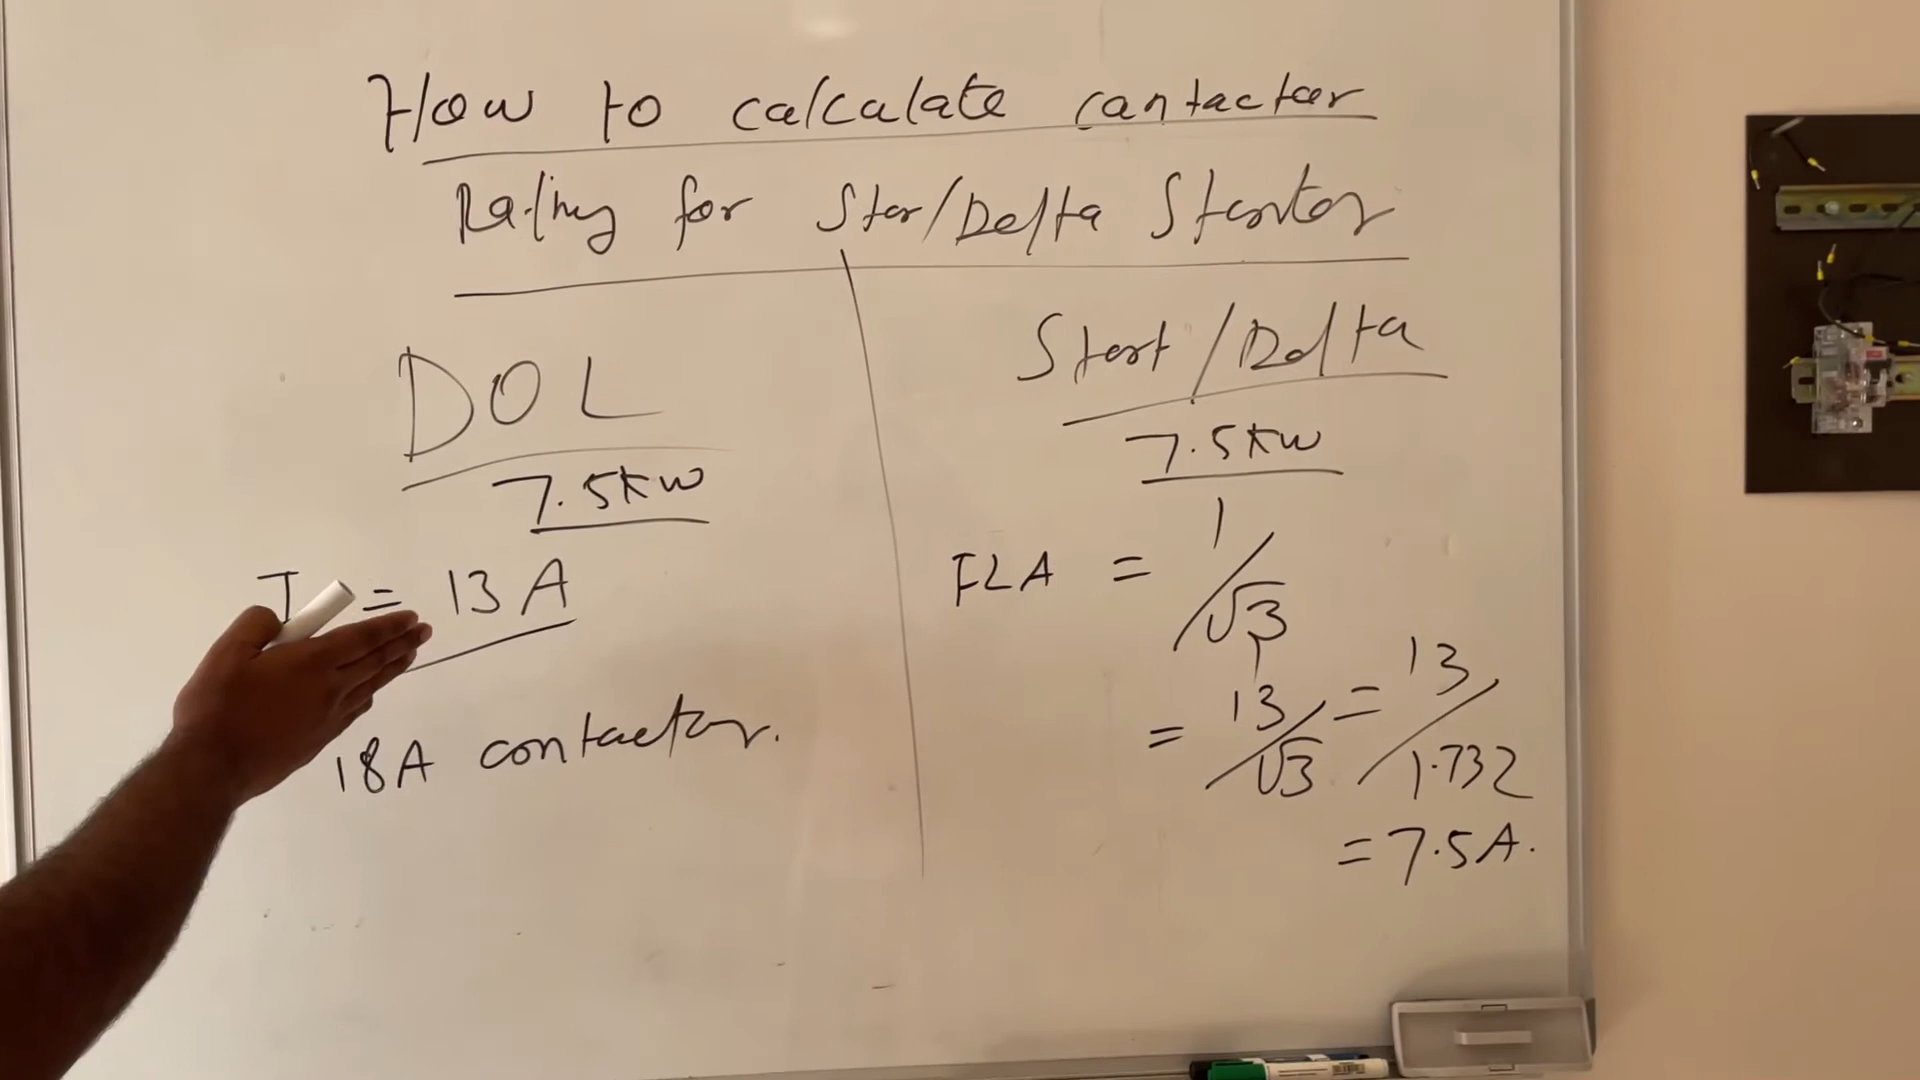 How to calculate contactor
Rating for Star/Delta Starter
DOL
7.5kw
I = 13A
18A contactor.
Start/Delta
7.5kw
FLA = 1/√3
= 13/√3 = 13/1.732
= 7.5A.